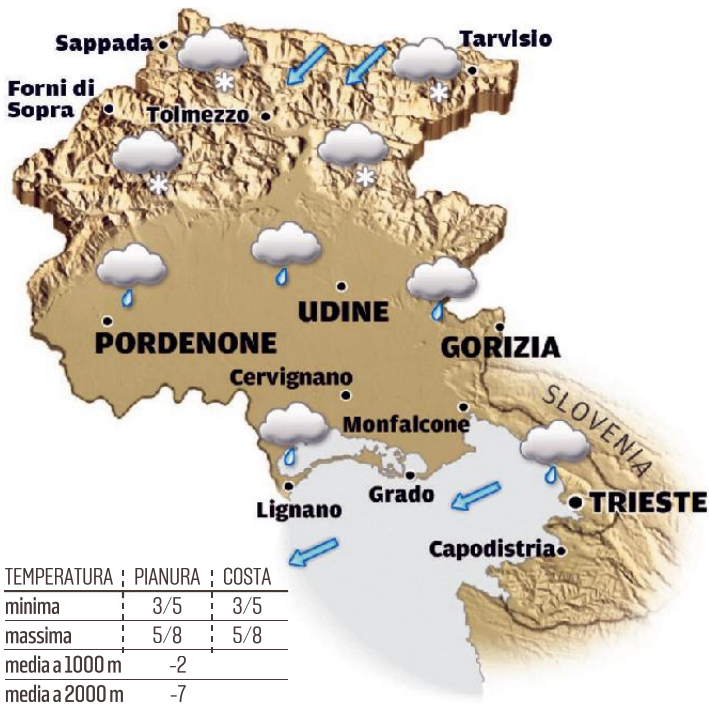 Sappada
Tarvisio
Forni di
Sopra
Tolmezzo
UDINE
PORDENONE
GORIZIA
Cervignano
SLOVENIA
Monfalcone
Grado
Lignano
TRIESTE
Capodistria
TEMPERATURA PIANURA COSTA
minima 3/5 3/5
massima 5/8 5/8
media a 1000 m -2
media a 2000 m -7